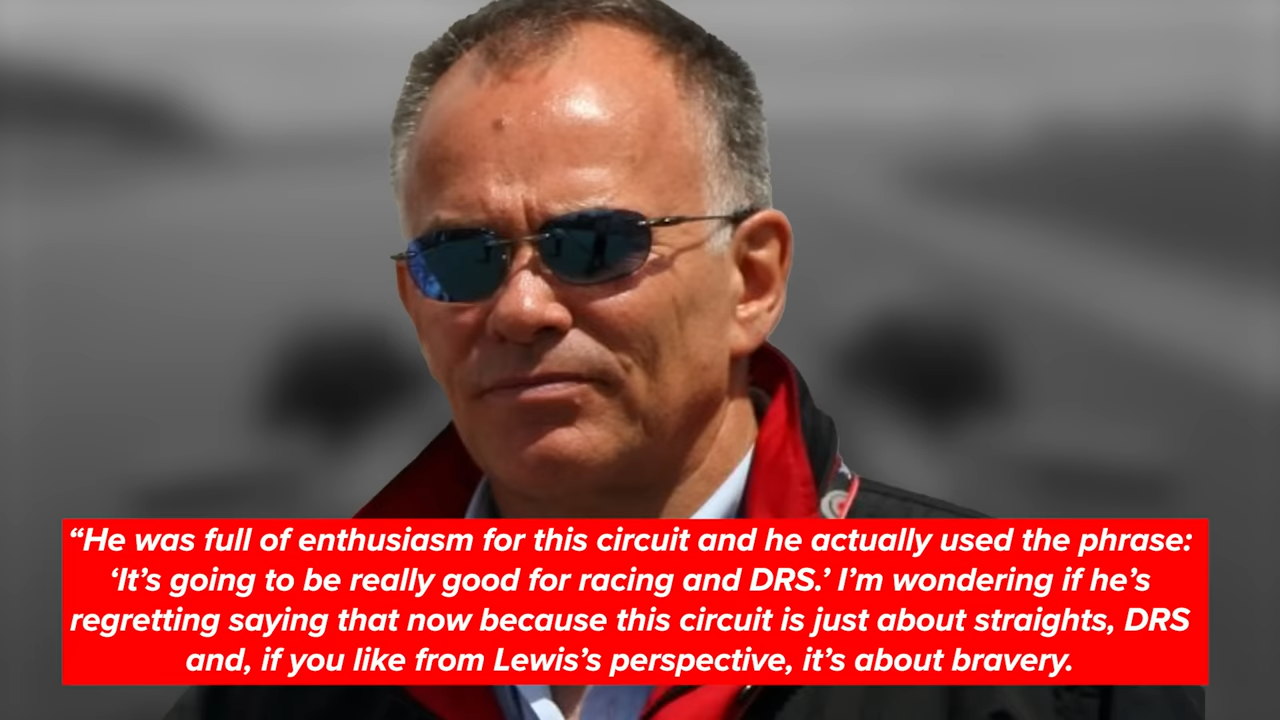 “He was full of enthusiasm for this circuit and he actually used the phrase:
‘It’s going to be really good for racing and DRS.’ I’m wondering if he’s
regretting saying that now because this circuit is just about straights, DRS
and, if you like from Lewis’s perspective, it’s about bravery.